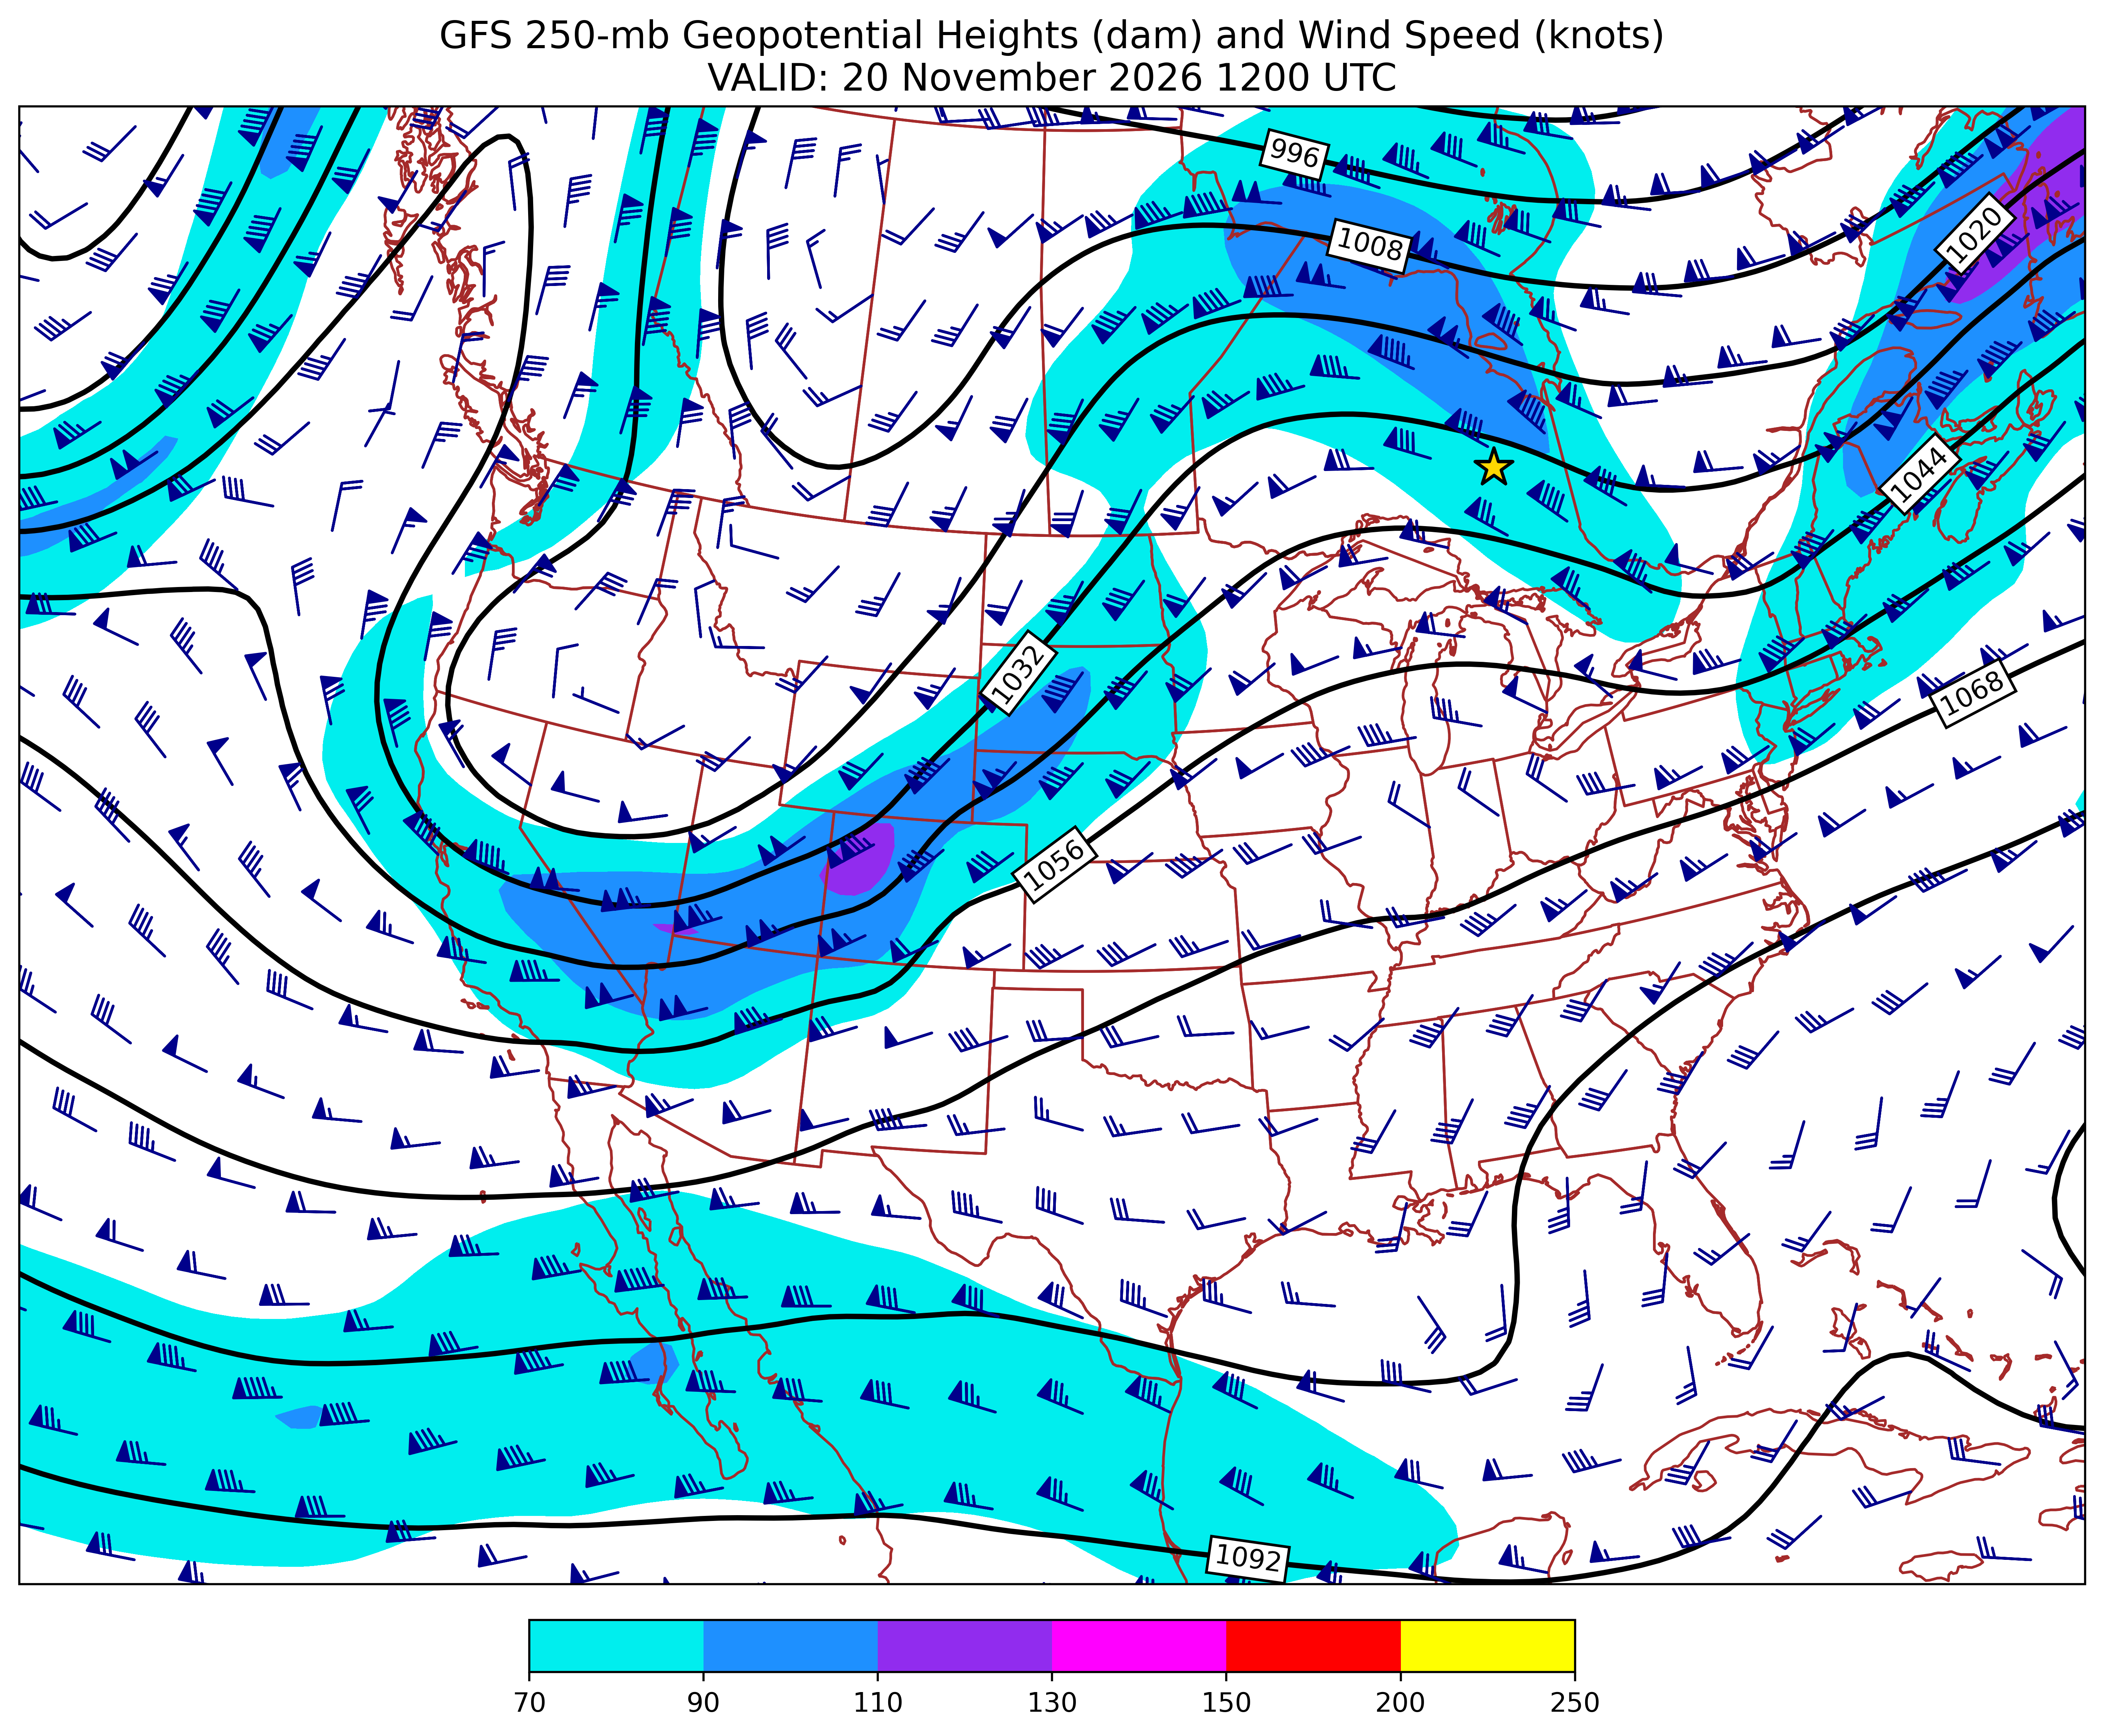 GFS 250-mb Geopotential Heights (dam) and Wind Speed (knots)
VALID: 20 November 2026 1200 UTC
996
1008
1020
1044
1032
1068
1056
1092
70 90 110 130 150 200 250